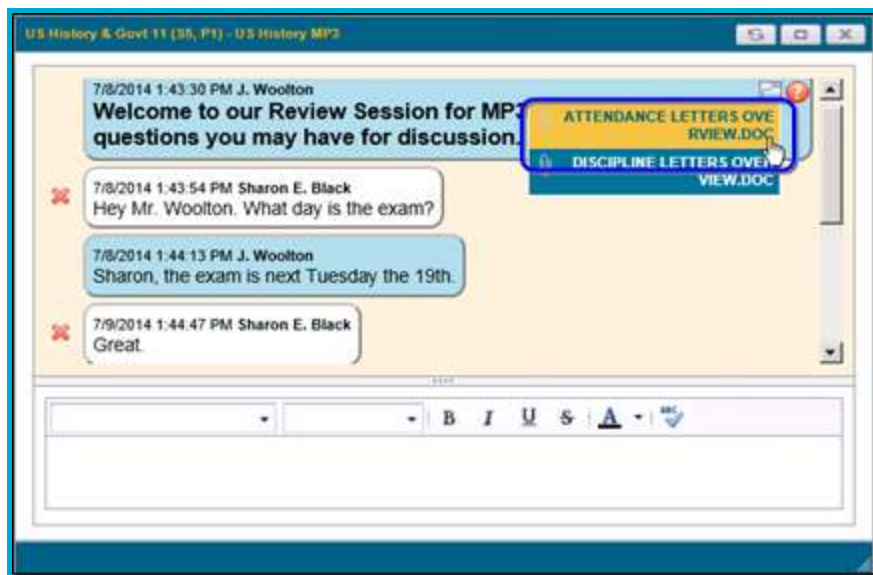 US History & Govt 11 (S5, P1) - US History MP3
7/8/2014 1:43:30 PM J. Woolton
Welcome to our Review Session for MP3
questions you may have for discussion.
ATTENDANCE LETTERS OVE
RVIEW.DOC
DISCIPLINE LETTERS OVER
VIEW.DOC
7/8/2014 1:43:54 PM Sharon E. Black
Hey Mr. Woolton. What day is the exam?
7/8/2014 1:44:13 PM J. Woolton
Sharon, the exam is next Tuesday the 19th.
7/9/2014 1:44:47 PM Sharon E. Black
Great.
B I U S A ABC